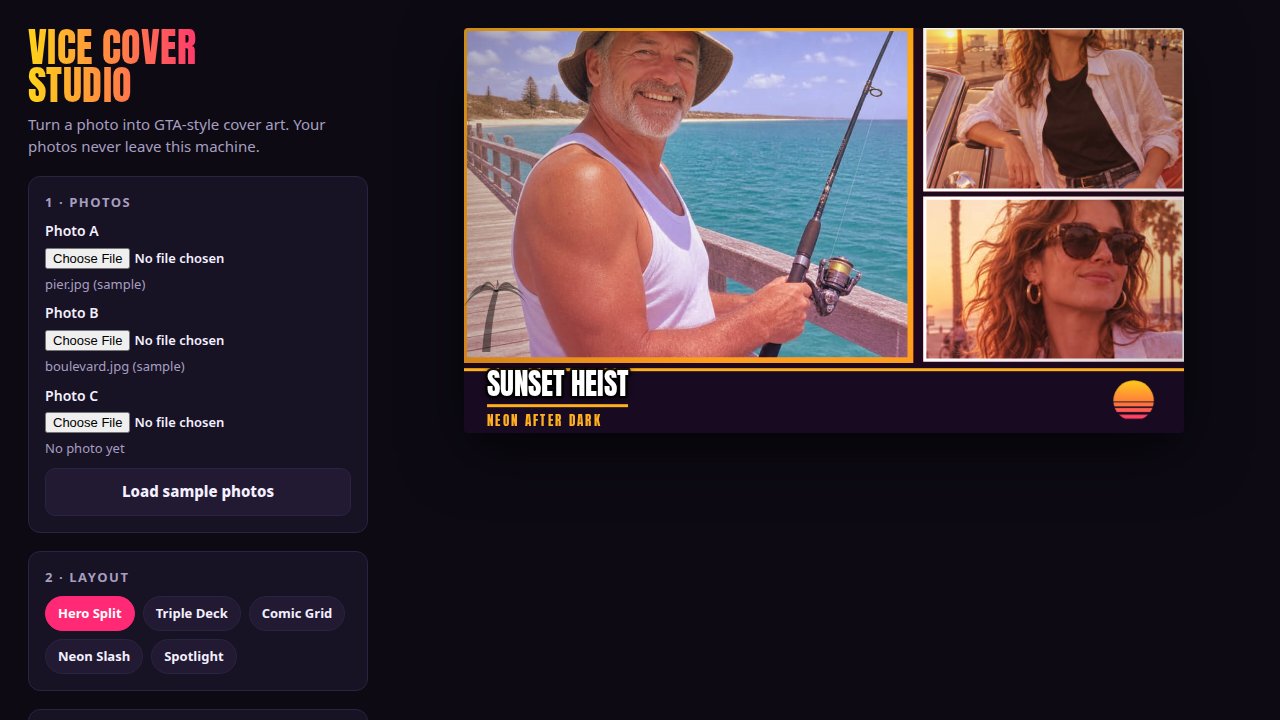 VICE COVER
STUDIO
Turn a photo into GTA-style cover art. Your
photos never leave this machine.
1 · PHOTOS
Photo A
Choose File No file chosen
pier.jpg (sample)
Photo B
Choose File No file chosen
boulevard.jpg (sample)
Photo C
Choose File No file chosen
No photo yet
Load sample photos
2 · LAYOUT
Hero Split Triple Deck Comic Grid
Neon Slash Spotlight
SUNSET HEIST
NEON AFTER DARK